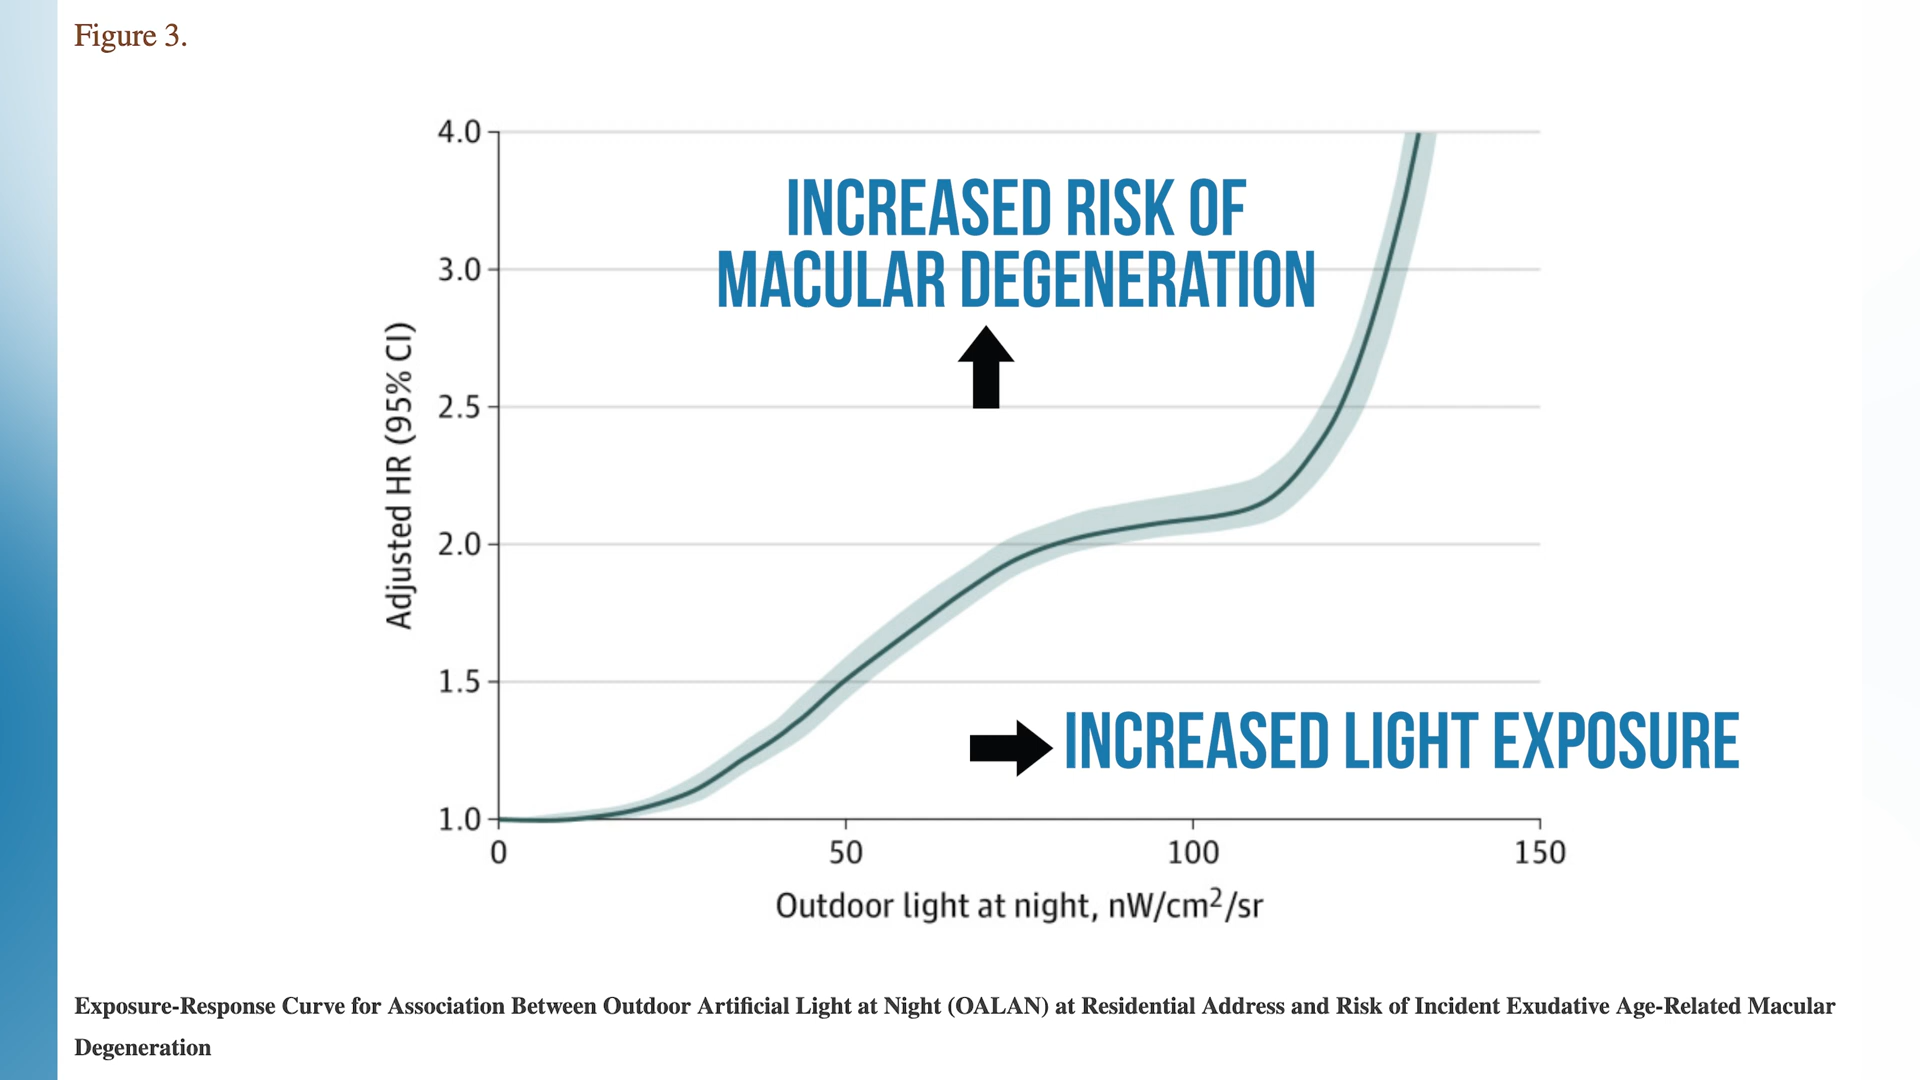 Figure 3.
4.0
INCREASED RISK OF
MACULAR DEGENERATION
3.0
Adjusted HR (95% CI)
2.5
2.0
1.5
INCREASED LIGHT EXPOSURE
1.0
0 50 100 150
Outdoor light at night, nW/cm²/sr
Exposure-Response Curve for Association Between Outdoor Artificial Light at Night (OALAN) at Residential Address and Risk of Incident Exudative Age-Related Macular
Degeneration